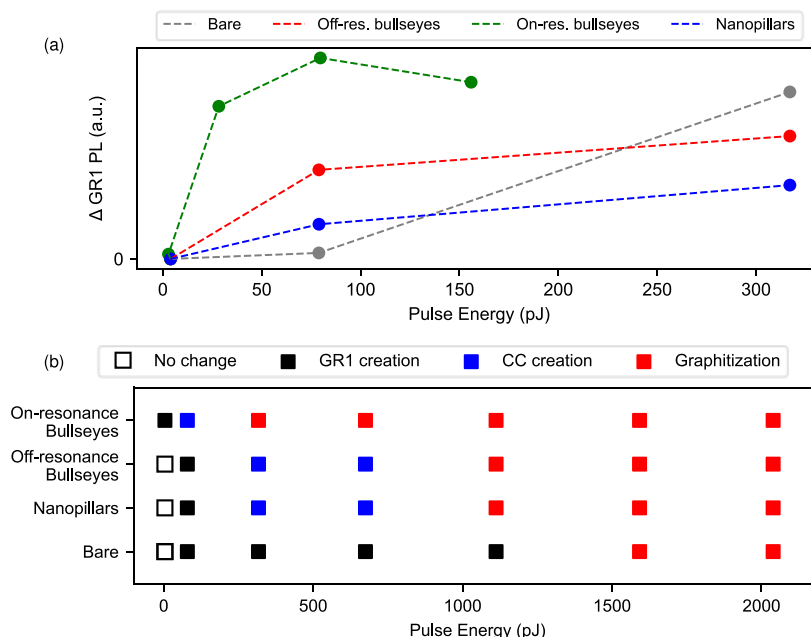 Bare Off-res. bullseyes On-res. bullseyes Nanopillars
(a)
Δ GR1 PL (a.u.)
0
0 50 100 150 200 250 300
Pulse Energy (pJ)
(b)
No change GR1 creation CC creation Graphitization
On-resonance
Bullseyes
Off-resonance
Bullseyes
Nanopillars
Bare
0 500 1000 1500 2000
Pulse Energy (pJ)